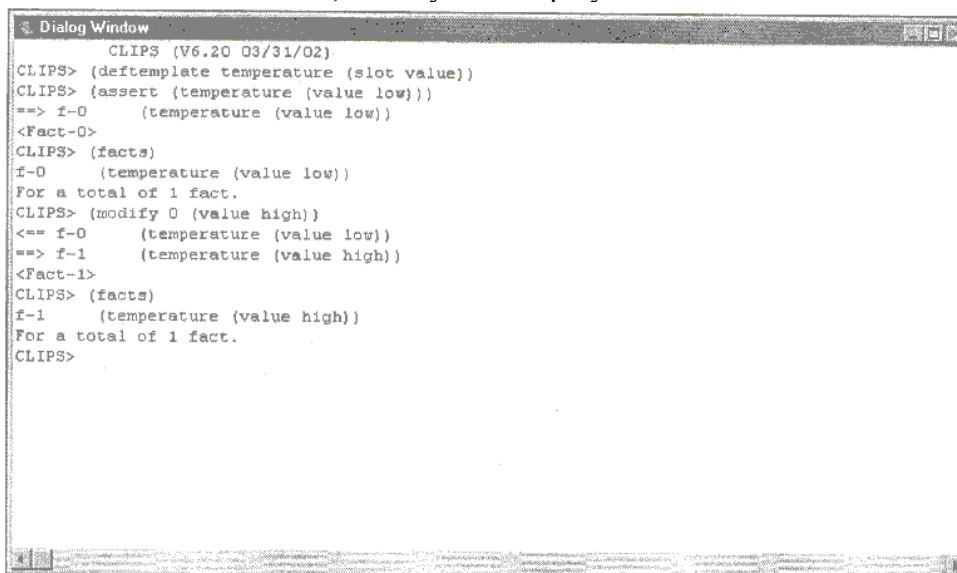 Dialog Window
CLIPS (V6.20 03/31/02)
CLIPS> (deftemplate temperature (slot value))
CLIPS> (assert (temperature (value low)))
==> f-0     (temperature (value low))
<Fact-0>
CLIPS> (facts)
f-0     (temperature (value low))
For a total of 1 fact.
CLIPS> (modify 0 (value high))
<== f-0     (temperature (value low))
==> f-1     (temperature (value high))
<Fact-1>
CLIPS> (facts)
f-1     (temperature (value high))
For a total of 1 fact.
CLIPS>